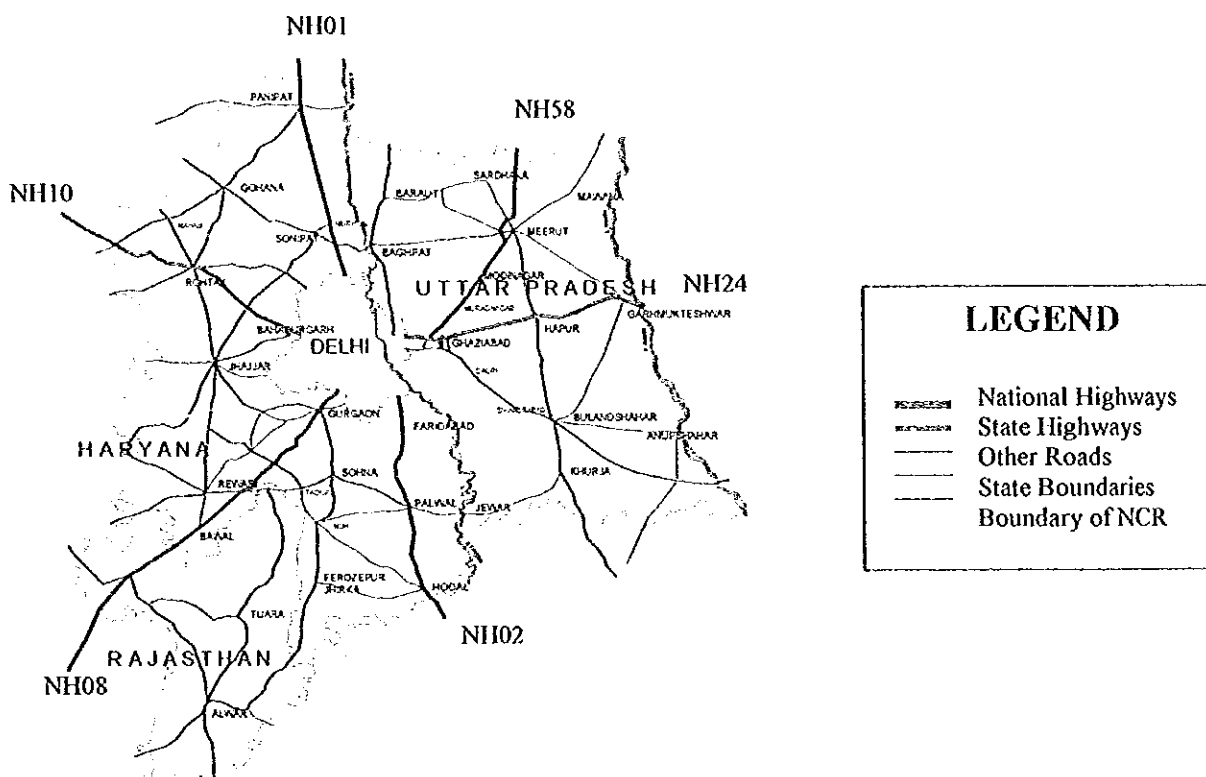 NH01
PANIPAT
NH58
SARDHANA
NH10
GOHANA
BARAUT
MAWANA
SONIPAT
MEERUT
BAGHPAT
MODINAGAR
ROHTAK
UTTAR PRADESH
NH24
MURADNAGAR
GARHMUKTESHWAR
BAHADURGARH
HAPUR
DELHI
GHAZIABAD
JHAJJAR
GURGAON
BULANDSHAHAR
FARIDABAD
ANUPSHAHAR
HARYANA
SOHNA
KHURJA
REWARI
PALWAL
JEWAR
NUH
BAWAL
FEROZEPUR
JHIRKA
HODAL
TIJARA
NH02
RAJASTHAN
NH08
ALWAR
LEGEND
National Highways
State Highways
Other Roads
State Boundaries
Boundary of NCR